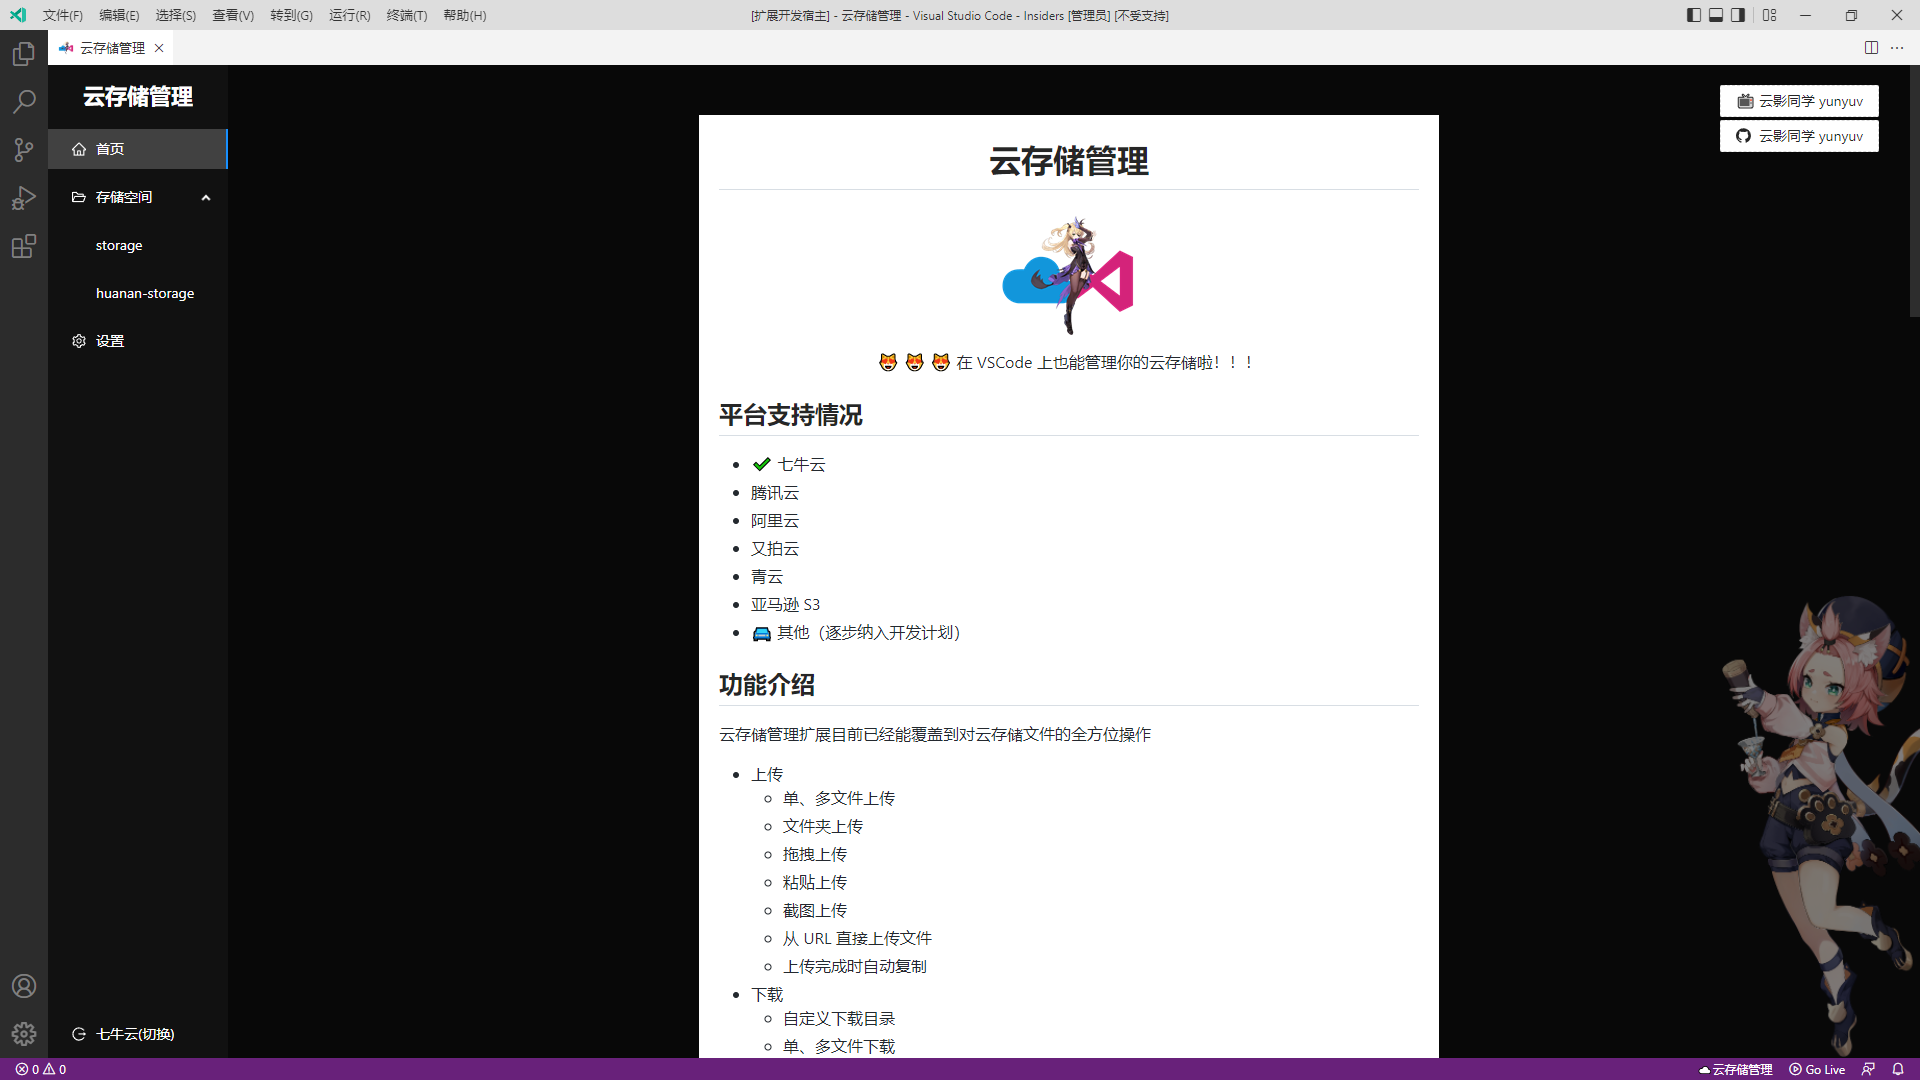 文件(F) 编辑(E) 选择(S) 查看(V) 转到(G) 运行(R) 终端(T) 帮助(H)
[扩展开发宿主] - 云存储管理 - Visual Studio Code - Insiders [管理员] [不受支持]
云存储管理
云存储管理
首页
存储空间
storage
huanan-storage
设置
七牛云(切换)
云影同学 yunyuv
云影同学 yunyuv
云存储管理
在 VSCode 上也能管理你的云存储啦！！！
平台支持情况
七牛云
腾讯云
阿里云
又拍云
青云
亚马逊 S3
其他（逐步纳入开发计划）
功能介绍
云存储管理扩展目前已经能覆盖到对云存储文件的全方位操作
上传
单、多文件上传
文件夹上传
拖拽上传
粘贴上传
截图上传
从 URL 直接上传文件
上传完成时自动复制
下载
自定义下载目录
单、多文件下载
0 0
云存储管理 Go Live